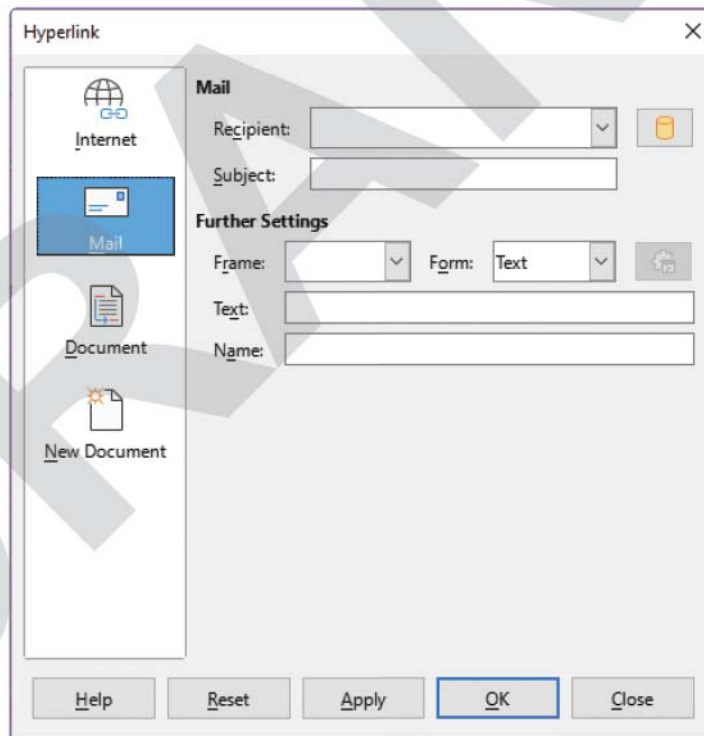 Hyperlink
Internet
Mail
Document
New Document
Mail
Recipient:
Subject:
Further Settings
Frame: Form: Text
Text:
Name:
Help Reset Apply OK Close